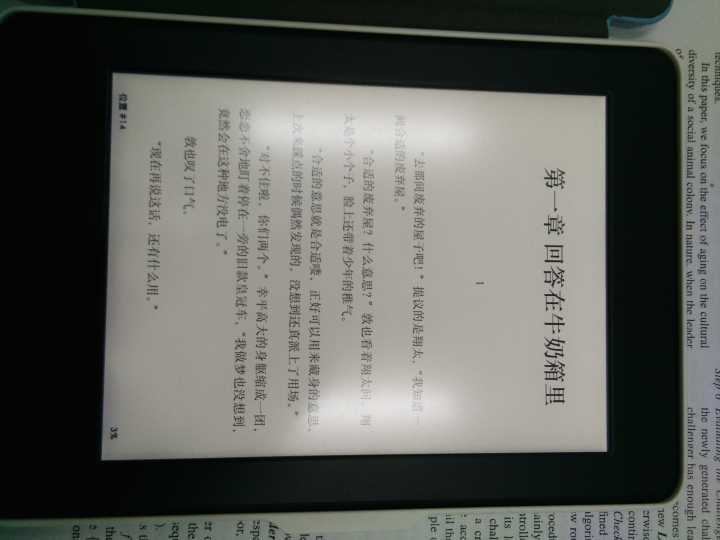 techniques.
In this paper, we focus on the effect of aging on the cultural
diversity of a social animal colony. In nature, when the leader
Step 6 Evaluating the
the newly generated
challenger has enough
第一章 回答在牛奶箱里
1
“去那间废弃的屋子吧！”提议的是翔太，“我知道一
间合适的废弃屋。”
“合适的废弃屋？什么意思？”敦也看着翔太问。翔
太是个小个子，脸上还带着少年的稚气。
“合适的意思就是合适喽，正好可以用来藏身的意思。
上次来踩点的时候偶然发现的，没想到还真派上了用场。”
“对不住啦，你们两个。”幸平高大的身躯缩成一团，
恋恋不舍地盯着停在一旁的旧款皇冠车，“我做梦也没想到，
竟然会在这种地方没电了。”
敦也叹了口气。
“现在再说这话，还有什么用。”
位置 #14
3%